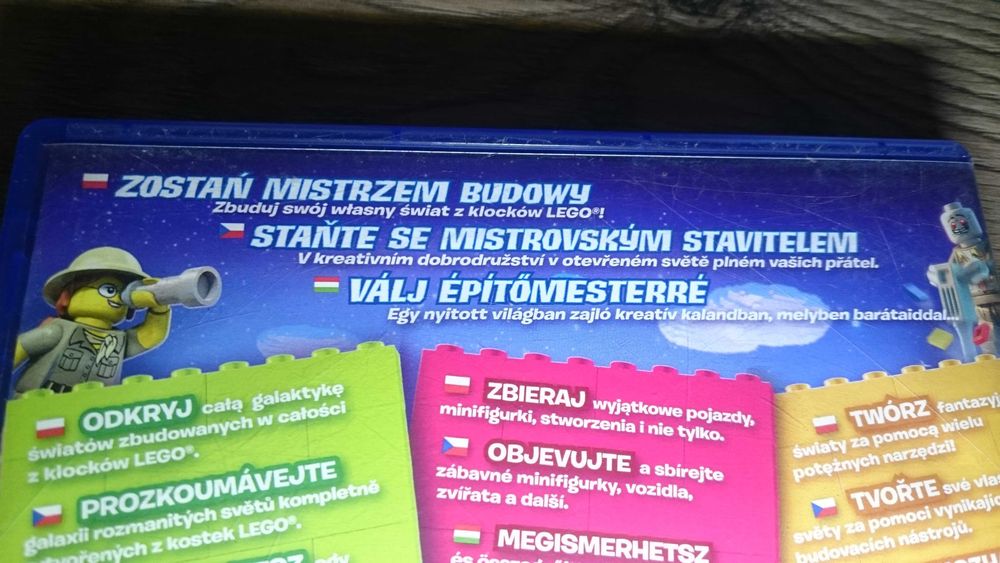 ZOSTAŃ MISTRZEM BUDOWY
Zbuduj swój własny świat z klocków LEGO®!
STAŇTE SE MISTROVSKÝM STAVITELEM
V kreativním dobrodružství v otevřeném světě plném vašich přátel.
VÁLJ ÉPÍTŐMESTERRÉ
Egy nyitott világban zajló kreatív kalandban, melyben barátaiddal...
ODKRYJ całą galaktykę
światów zbudowanych w całości
z klocków LEGO®.
PROZKOUMÁVEJTE
galaxii rozmanitých světů kompletně
vytvořených z kostek LEGO®.
ZBIERAJ wyjątkowe pojazdy,
minifigurki, stworzenia i nie tylko.
OBJEVUJTE a sbírejte
zábavné minifigurky, vozidla,
zvířata a další.
MEGISMERHETSZ
TWÓRZ
światy za pomocą wielu
potężnych narzędzi!
TVOŘTE své
světy za pomoci
budovacích nástrojů.